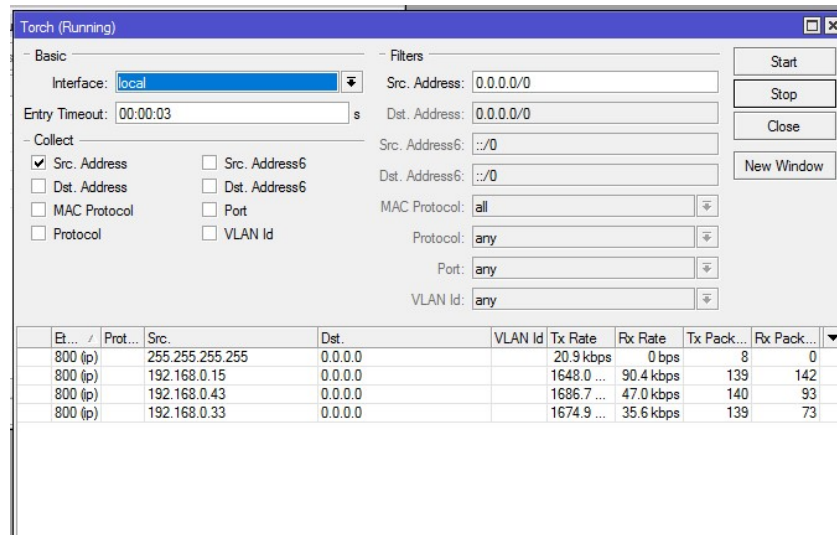 Torch (Running)
Basic
Interface: local
Entry Timeout: 00:00:03 s
Collect
Src. Address Src. Address6
Dst. Address Dst. Address6
MAC Protocol Port
Protocol VLAN Id
Filters
Src. Address: 0.0.0.0/0
Dst. Address: 0.0.0.0/0
Src. Address6: ::/0
Dst. Address6: ::/0
MAC Protocol: all
Protocol: any
Port: any
VLAN Id: any
Start
Stop
Close
New Window
Et... Prot... Src. Dst. VLAN Id Tx Rate Rx Rate Tx Pack... Rx Pack...
800 (ip) 255.255.255.255 0.0.0.0 20.9 kbps 0 bps 8 0
800 (ip) 192.168.0.15 0.0.0.0 1648.0 ... 90.4 kbps 139 142
800 (ip) 192.168.0.43 0.0.0.0 1686.7 ... 47.0 kbps 140 93
800 (ip) 192.168.0.33 0.0.0.0 1674.9 ... 35.6 kbps 139 73